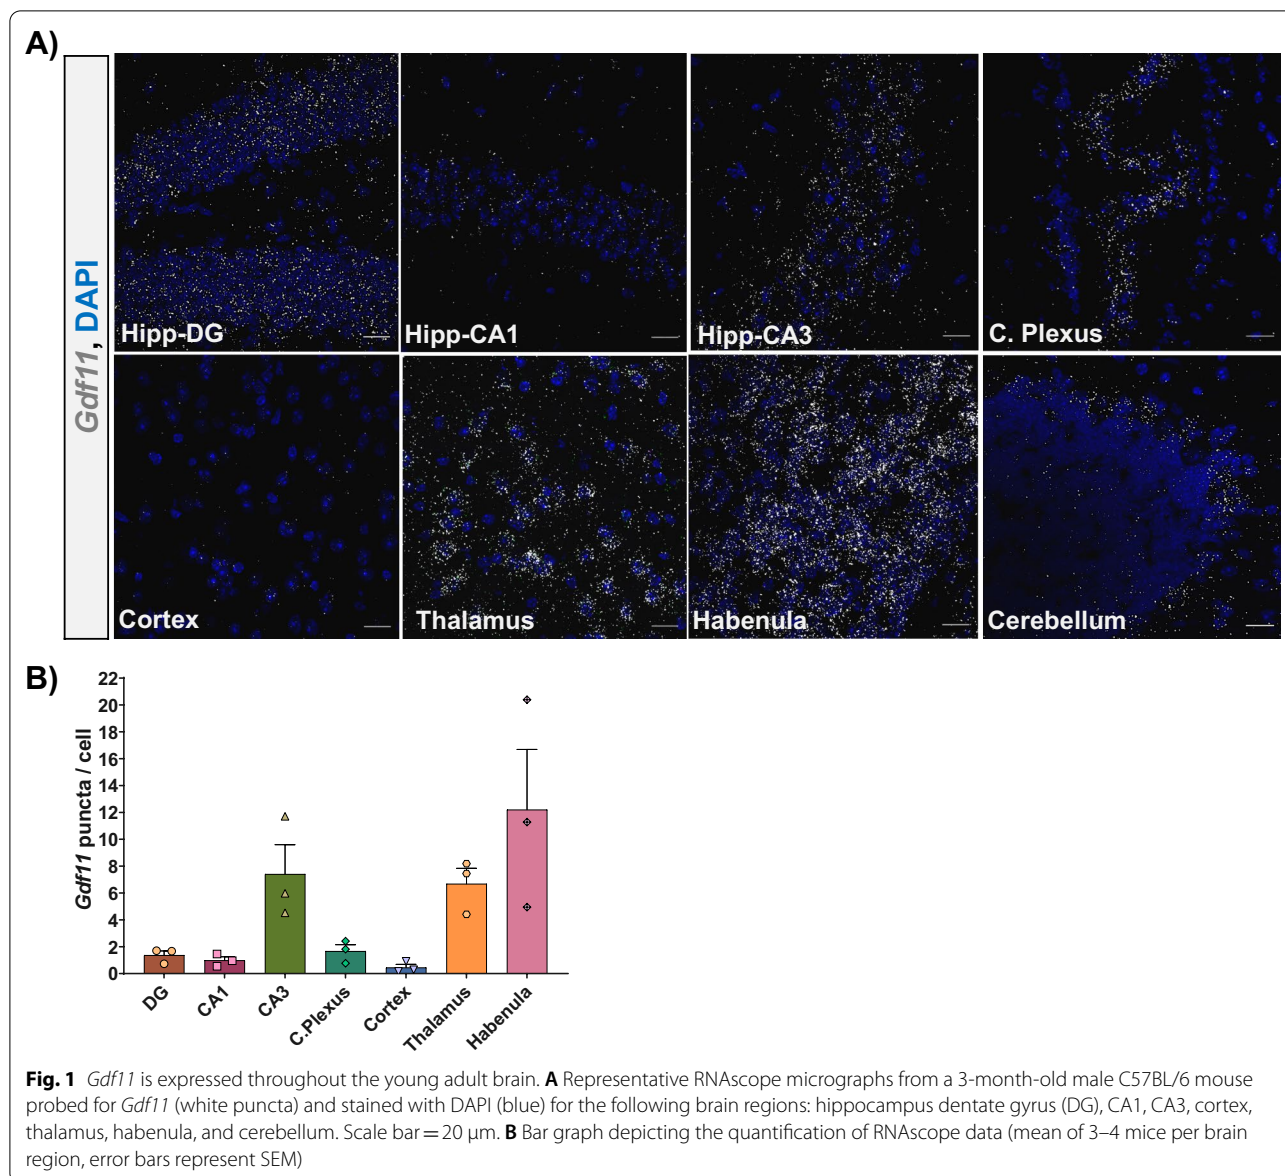 A)
Gdf11, DAPI
Hipp-DG
Hipp-CA1
Hipp-CA3
C. Plexus
Cortex
Thalamus
Habenula
Cerebellum
B)
Gdf11 puncta / cell
22
20
18
16
14
12
10
8
6
4
2
0
DG
CA1
CA3
C.Plexus
Cortex
Thalamus
Habenula
Fig. 1 Gdf11 is expressed throughout the young adult brain. A Representative RNAscope micrographs from a 3-month-old male C57BL/6 mouse
probed for Gdf11 (white puncta) and stained with DAPI (blue) for the following brain regions: hippocampus dentate gyrus (DG), CA1, CA3, cortex,
thalamus, habenula, and cerebellum. Scale bar = 20 μm. B Bar graph depicting the quantification of RNAscope data (mean of 3–4 mice per brain
region, error bars represent SEM)